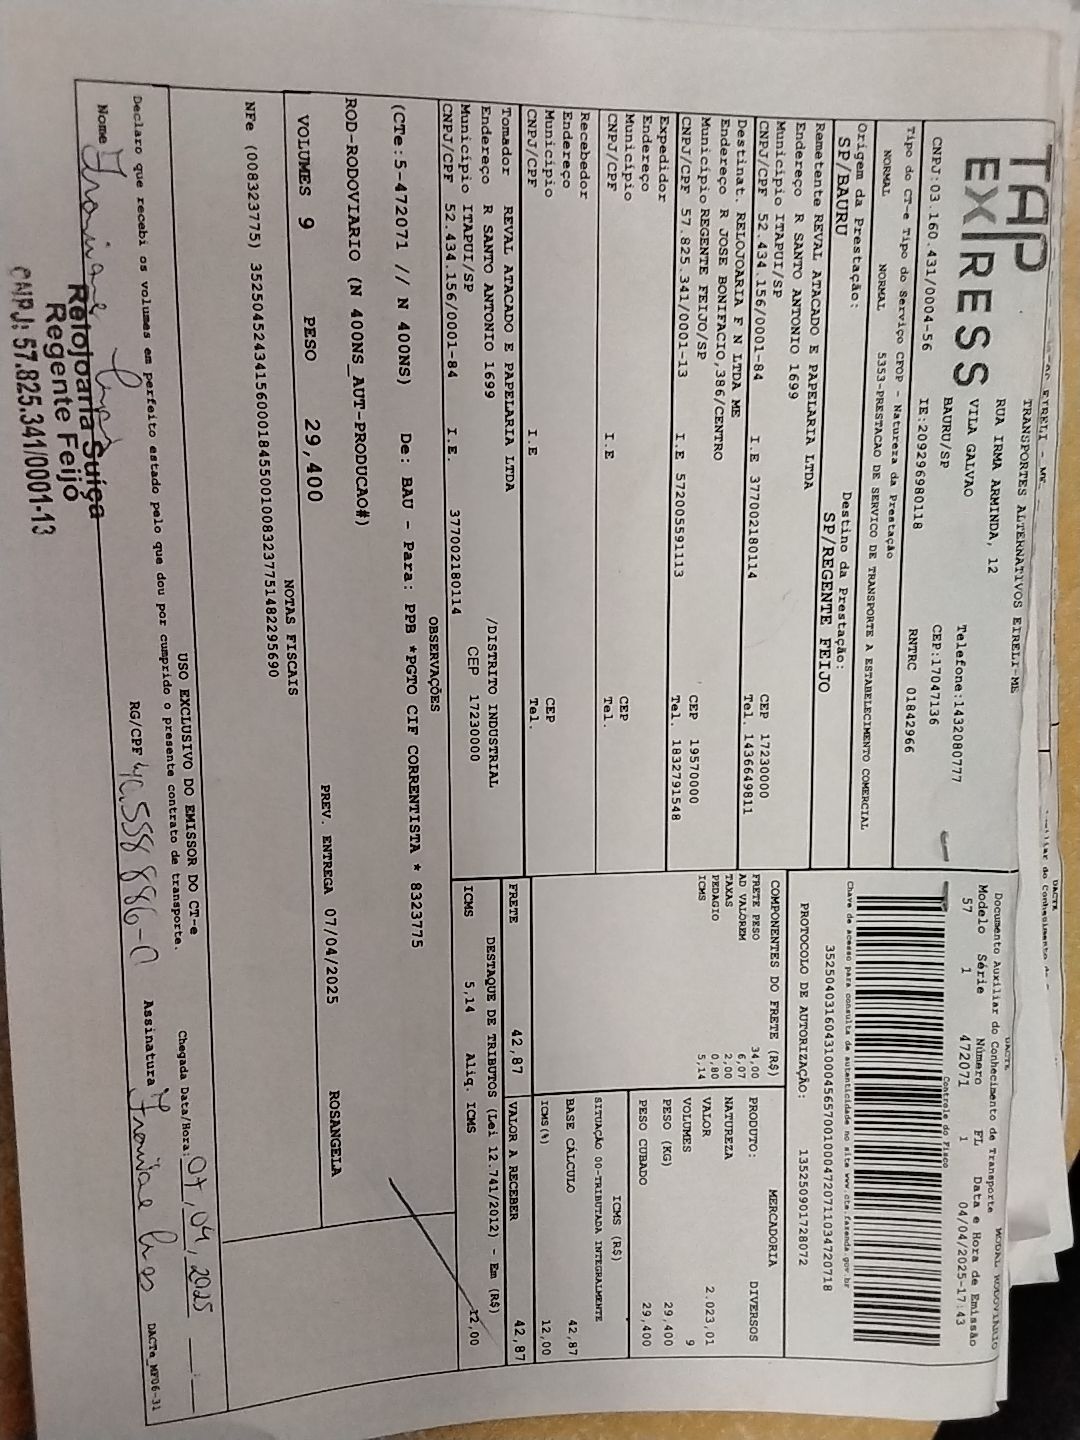 TRANSPORTES ALTERNATIVOS EIRELI-ME
TAP
EXPRESS
RUA IRMA ARMINDA, 12
VILA GALVAO
BAURU/SP
Telefone:1432080777
CEP:17047136
CNPJ:03.160.431/0004-56 IE:209296980118 RNTRC 01842966
DACTE
Documento Auxiliar do Conhecimento de Transporte
MODAL RODOVIARIO
Modelo Série Número FL Data e Hora de Emissão
57 1 472071 1 04/04/2025-17:43
Controle do Fisco
Chave de acesso para consulta de autenticidade no site www.cte.fazenda.gov.br
PROTOCOLO DE AUTORIZAÇÃO: 135250901728072
Tipo do CT-e Tipo do Serviço CFOP - Natureza da Prestação
NORMAL NORMAL 5353-PRESTACAO DE SERVICO DE TRANSPORTE A ESTABELECIMENTO COMERCIAL
Origem da Prestação: Destino da Prestação:
SP/BAURU SP/REGENTE FEIJO
Remetente REVAL ATACADO E PAPELARIA LTDA
Endereço R SANTO ANTONIO 1699
Município ITAPUI/SP CEP 17230000
CNPJ/CPF 52.434.156/0001-84 I.E 377002180114 Tel. 1436649811
Destinat. RELOJOARIA F N LTDA ME
Endereço R JOSE BONIFACIO,386/CENTRO
Município REGENTE FEIJO/SP CEP 19570000
CNPJ/CPF 57.825.341/0001-13 I.E 572005591113 Tel. 1832791548
Expedidor
Endereço
Município CEP
CNPJ/CPF I.E Tel.
Recebedor
Endereço
Município CEP
CNPJ/CPF I.E Tel.
Tomador REVAL ATACADO E PAPELARIA LTDA
Endereço R SANTO ANTONIO 1699 /DISTRITO INDUSTRIAL
Município ITAPUI/SP CEP 17230000
CNPJ/CPF 52.434.156/0001-84 I.E. 377002180114
COMPONENTES DO FRETE (R$)
FRETE PESO 34,00
AD VALOREM 6,07
TAXAS 2,00
PEDAGIO 0,80
ICMS 5,14
MERCADORIA
PRODUTO: DIVERSOS
NATUREZA
VALOR 2.023,01
VOLUMES 9
PESO (KG) 29,400
PESO CUBADO 29,400
ICMS (R$)
SITUAÇÃO 00-TRIBUTADA INTEGRALMENTE
BASE CÁLCULO 42,87
ICMS(%) 12,00
FRETE 42,87 VALOR A RECEBER 42,87
DESTAQUE DE TRIBUTOS (Lei 12.741/2012) - Em (R$)
ICMS 5,14 Aliq. ICMS 12,00
OBSERVAÇÕES
(CTe:5-472071 // N 400NS) De: BAU - Para: PPB *PGTO CIF CORRENTISTA * 8323775
ROD-RODOVIARIO (N 400NS_AUT-PRODUCAO#)
VOLUMES 9 PESO 29,400 PREV. ENTREGA 07/04/2025 ROSANGELA
NOTAS FISCAIS
NFe (008323775) 35250452434156000184550010083237751482295690
USO EXCLUSIVO DO EMISSOR DO CT-e
Declaro que recebi os volumes em perfeito estado pelo que dou por cumprido o presente contrato de transporte.
Chegada Data/Hora: 07/04/2025
Nome RG/CPF Assinatura
Relojoaria Suíça
Regente Feijó
CNPJ: 57.825.341/0001-13
DACTe_MF06-31